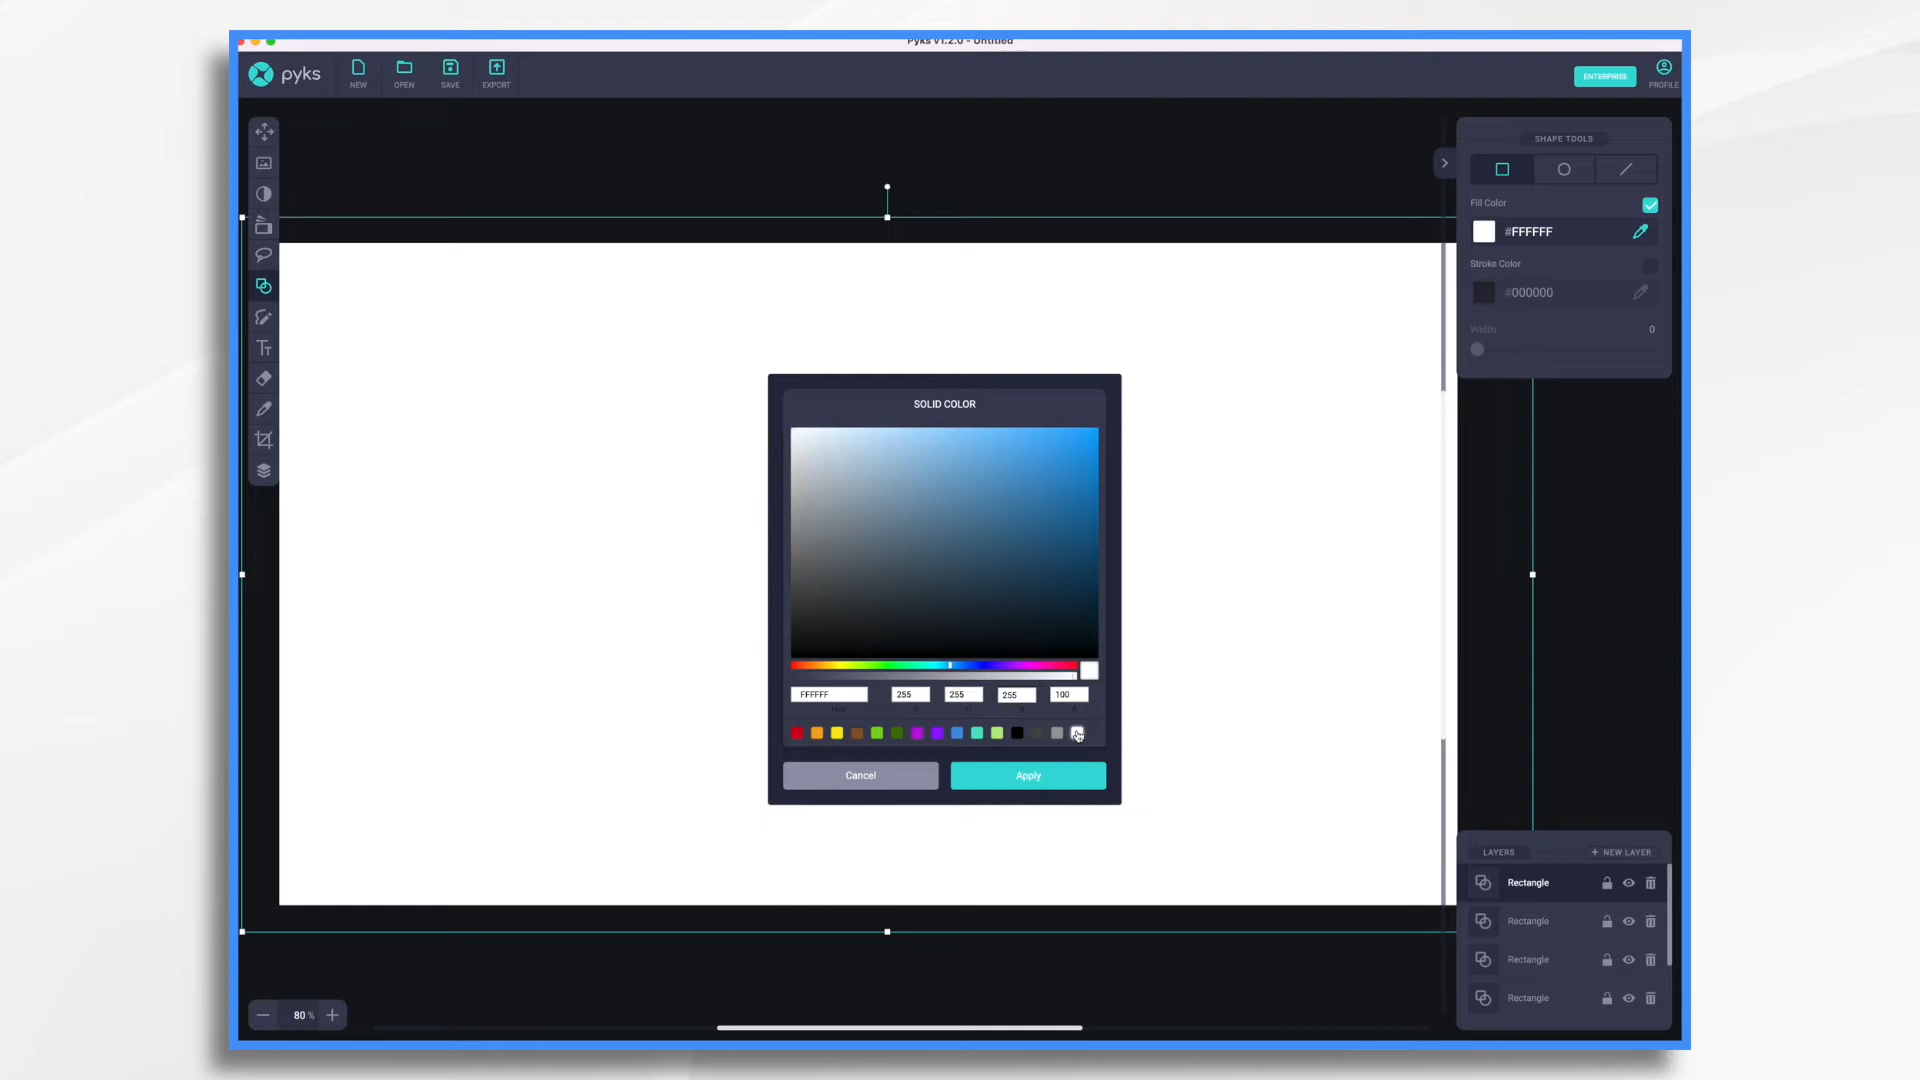 Pyks v1.2.0 - Untitled
pyks
NEW
OPEN
SAVE
EXPORT
ENTERPRISE
PROFILE
SHAPE TOOLS
Fill Color
#FFFFFF
Stroke Color
#000000
Width
0
SOLID COLOR
FFFFFF
255
255
255
100
Hex
R
G
B
A
Cancel
Apply
LAYERS
+ NEW LAYER
Rectangle
Rectangle
Rectangle
Rectangle
80 %